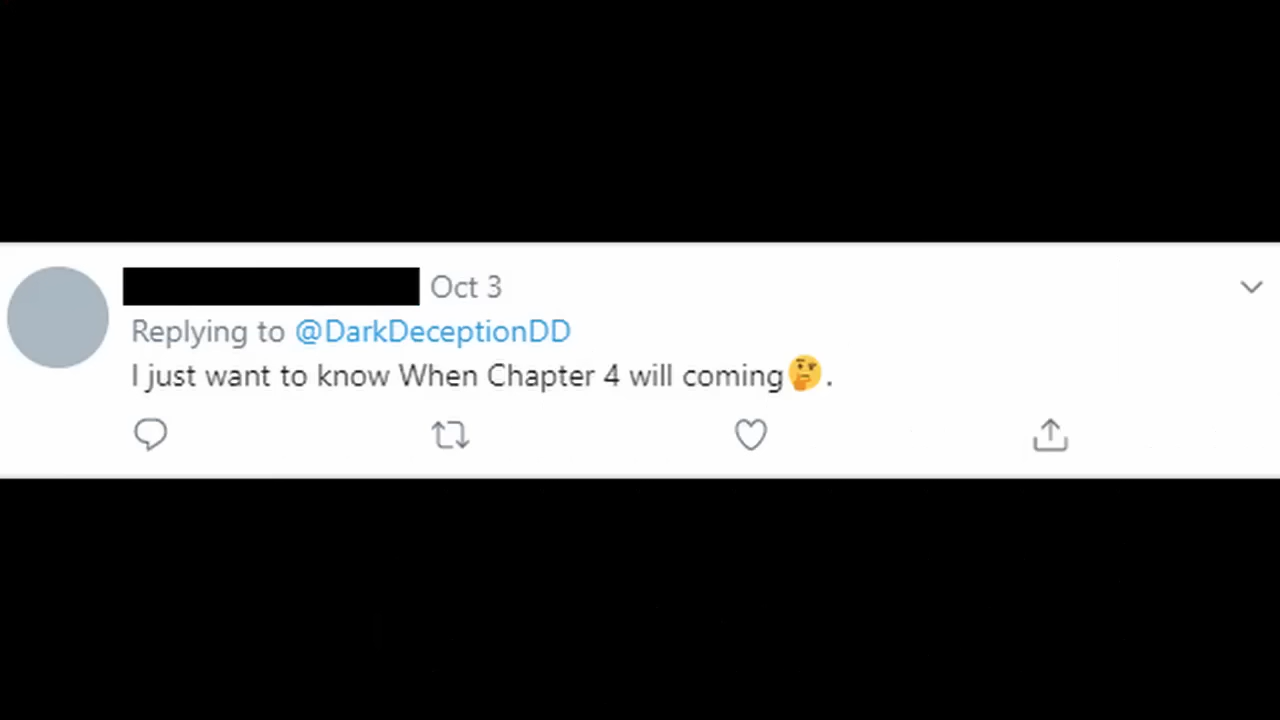 Oct 3
Replying to @DarkDeceptionDD
I just want to know When Chapter 4 will coming🤔.